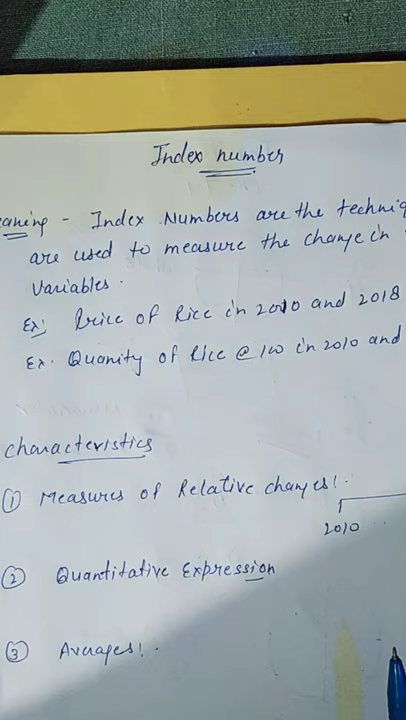 Index number
eaning - Index Numbers are the techniq
are used to measure the change in
variables.
Ex: Price of Rice in 2010 and 2018
Ex. Quanity of Rice @ 100 in 2010 and
characteristics
① Measures of Relative changes!.
2010
② Quantitative Expression
③ Averages!.